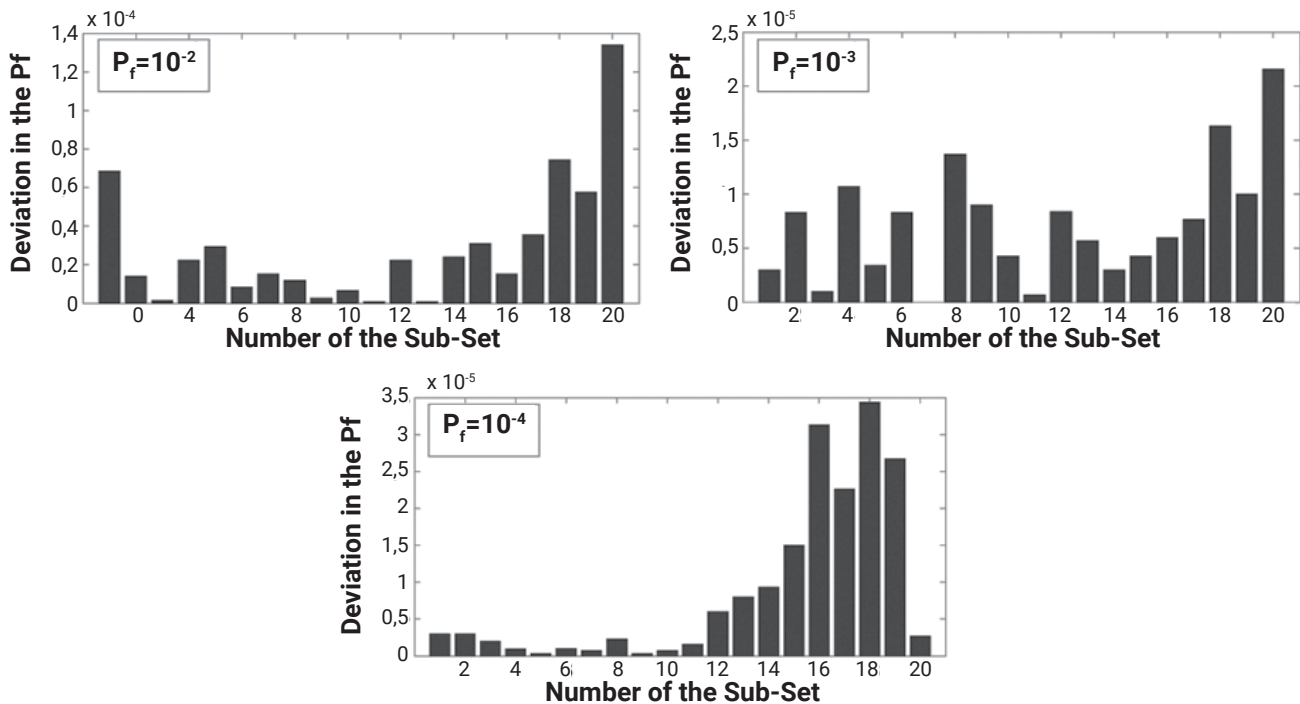 x 10-4
1,4
1,2
1
0,8
0,6
0,4
0,2
0
Pf=10-2
Deviation in the Pf
0 4 6 8 10 12 14 16 18 20
Number of the Sub-Set
x 10-5
2,5
2
1,5
1
0,5
0
Pf=10-3
Deviation in the Pf
2 4 6 8 10 12 14 16 18 20
Number of the Sub-Set
x 10-5
3,5
3
2,5
2
1,5
1
0,5
0
Pf=10-4
Deviation in the Pf
2 4 6 8 10 12 14 16 18 20
Number of the Sub-Set